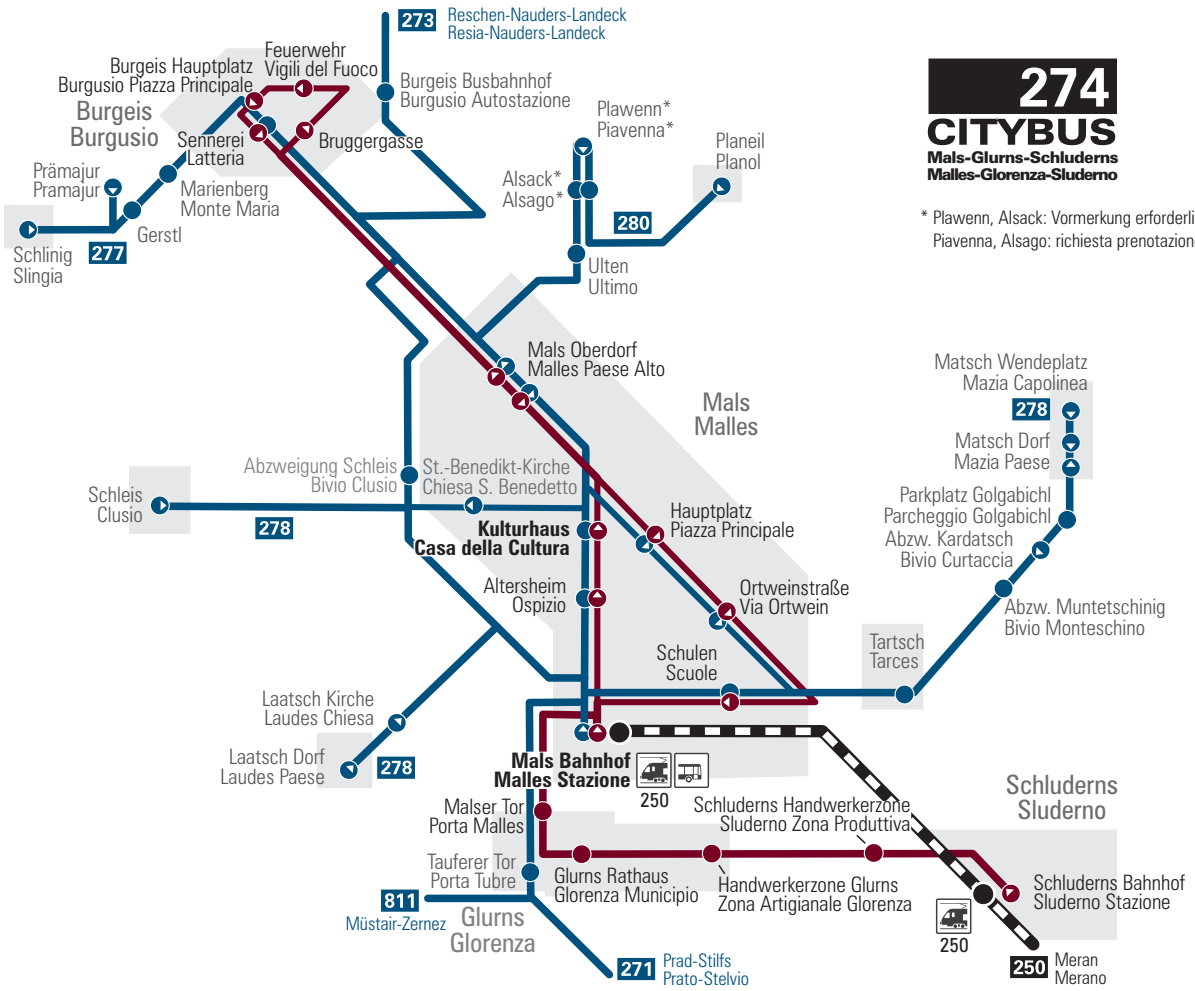 273
Reschen-Nauders-Landeck
Resia-Nauders-Landeck
Feuerwehr
Vigili del Fuoco
Burgeis Hauptplatz
Burgusio Piazza Principale
Burgeis Busbahnhof
Burgusio Autostazione
Burgeis
Burgusio
Sennerei
Latteria
Bruggergasse
Prämajur
Pramajur
Marienberg
Monte Maria
Gerstl
Schlinig
Slingia
277
Plawenn*
Piavenna*
Planeil
Planol
Alsack*
Alsago*
280
Ulten
Ultimo
274
CITYBUS
Mals-Glurns-Schluderns
Malles-Glorenza-Sluderno
* Plawenn, Alsack: Vormerkung erforderli
Piavenna, Alsago: richiesta prenotazion
Mals Oberdorf
Malles Paese Alto
Mals
Malles
Matsch Wendeplatz
Mazia Capolinea
278
Matsch Dorf
Mazia Paese
Parkplatz Golgabichl
Parcheggio Golgabichl
Abzw. Kardatsch
Bivio Curtaccia
Abzw. Muntetschinig
Bivio Monteschino
Tartsch
Tarces
Abzweigung Schleis
Bivio Clusio
St.-Benedikt-Kirche
Chiesa S. Benedetto
Schleis
Clusio
278
Kulturhaus
Casa della Cultura
Hauptplatz
Piazza Principale
Altersheim
Ospizio
Ortweinstraße
Via Ortwein
Schulen
Scuole
Laatsch Kirche
Laudes Chiesa
Laatsch Dorf
Laudes Paese
278
Mals Bahnhof
Malles Stazione
250
Malser Tor
Porta Malles
Schluderns Handwerkerzone
Sluderno Zona Produttiva
Schluderns
Sluderno
Tauferer Tor
Porta Tubre
Glurns Rathaus
Glorenza Municipio
Handwerkerzone Glurns
Zona Artigianale Glorenza
Schluderns Bahnhof
Sluderno Stazione
811
Müstair-Zernez
Glurns
Glorenza
250
271
Prad-Stilfs
Prato-Stelvio
250
Meran
Merano